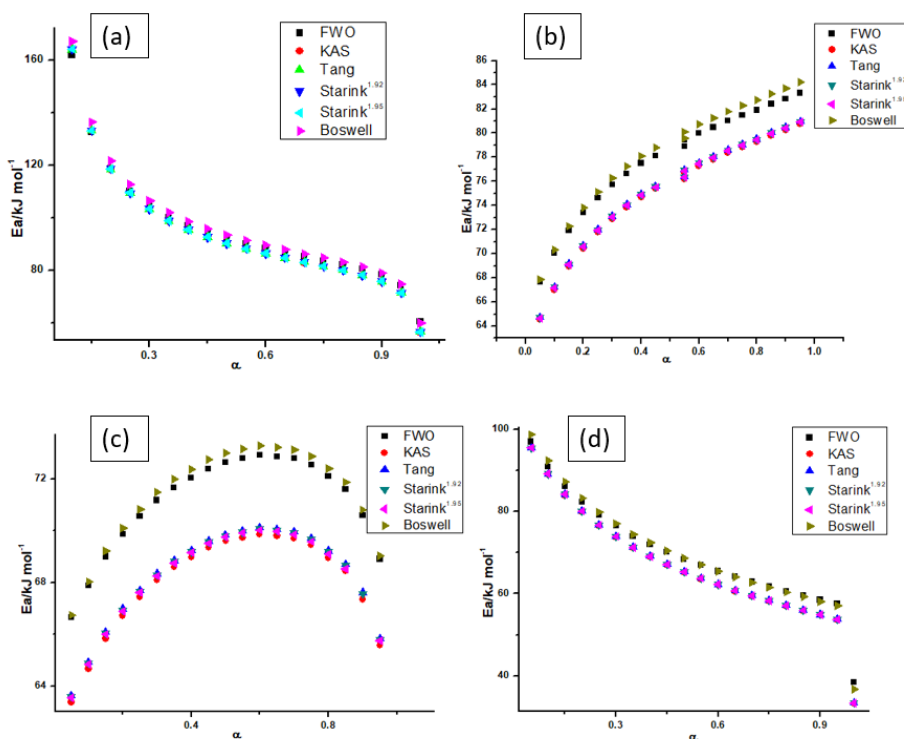 (a)
FWO
KAS
Tang
Starink1.92
Starink1.95
Boswell
160
120
80
Ea/kJ mol-1
0.3
0.6
0.9
α
(b)
FWO
KAS
Tang
Starink1.92
Starink1.95
Boswell
86
84
82
80
78
76
74
72
70
68
66
64
Ea/kJ mol-1
0.0
0.2
0.4
0.6
0.8
1.0
α
(c)
FWO
KAS
Tang
Starink1.92
Starink1.95
Boswell
72
68
64
Ea/kJ mol-1
0.4
0.8
α
(d)
FWO
KAS
Tang
Starink1.92
Starink1.95
Boswell
100
80
60
40
Ea/kJ mol-1
0.3
0.6
0.9
α